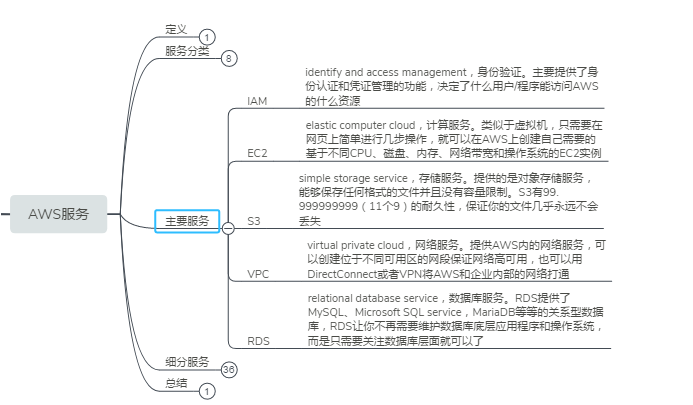 定义
1
服务分类
8
identify and access management，身份验证。主要提供了身
份认证和凭证管理的功能，决定了什么用户/程序能访问AWS
的什么资源
IAM
elastic computer cloud，计算服务。类似于虚拟机，只需要在
网页上简单进行几步操作，就可以在AWS上创建自己需要的
基于不同CPU、磁盘、内存、网络带宽和操作系统的EC2实例
EC2
simple storage service，存储服务。提供的是对象存储服务，
能够保存任何格式的文件并且没有容量限制。S3有99.
999999999（11个9）的耐久性，保证你的文件几乎永远不会
丢失
S3
AWS服务
主要服务
virtual private cloud，网络服务。提供AWS内的网络服务，可
以创建位于不同可用区的网段保证网络高可用，也可以用
DirectConnect或者VPN将AWS和企业内部的网络打通
VPC
relational database service，数据库服务。RDS提供了
MySQL、Microsoft SQL service，MariaDB等等的关系型数据
库，RDS让你不再需要维护数据库底层应用程序和操作系统，
而是只需要关注数据库层面就可以了
RDS
细分服务
36
总结
1